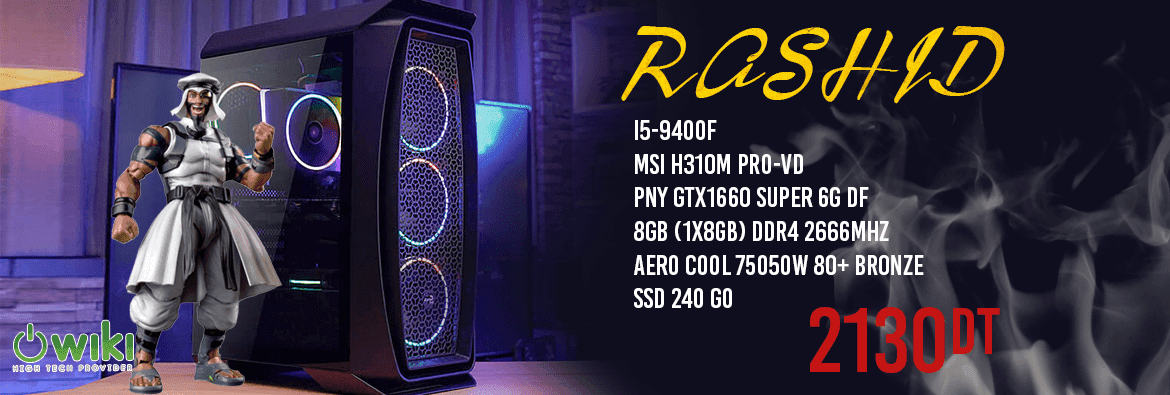 RASHID
I5-9400F
MSI H310M PRO-VD
PNY GTX1660 SUPER 6G DF
8GB (1X8GB) DDR4 2666MHZ
AERO COOL 75050W 80+ BRONZE
SSD 240 GO
2130DT
wiki
HIGH TECH PROVIDER